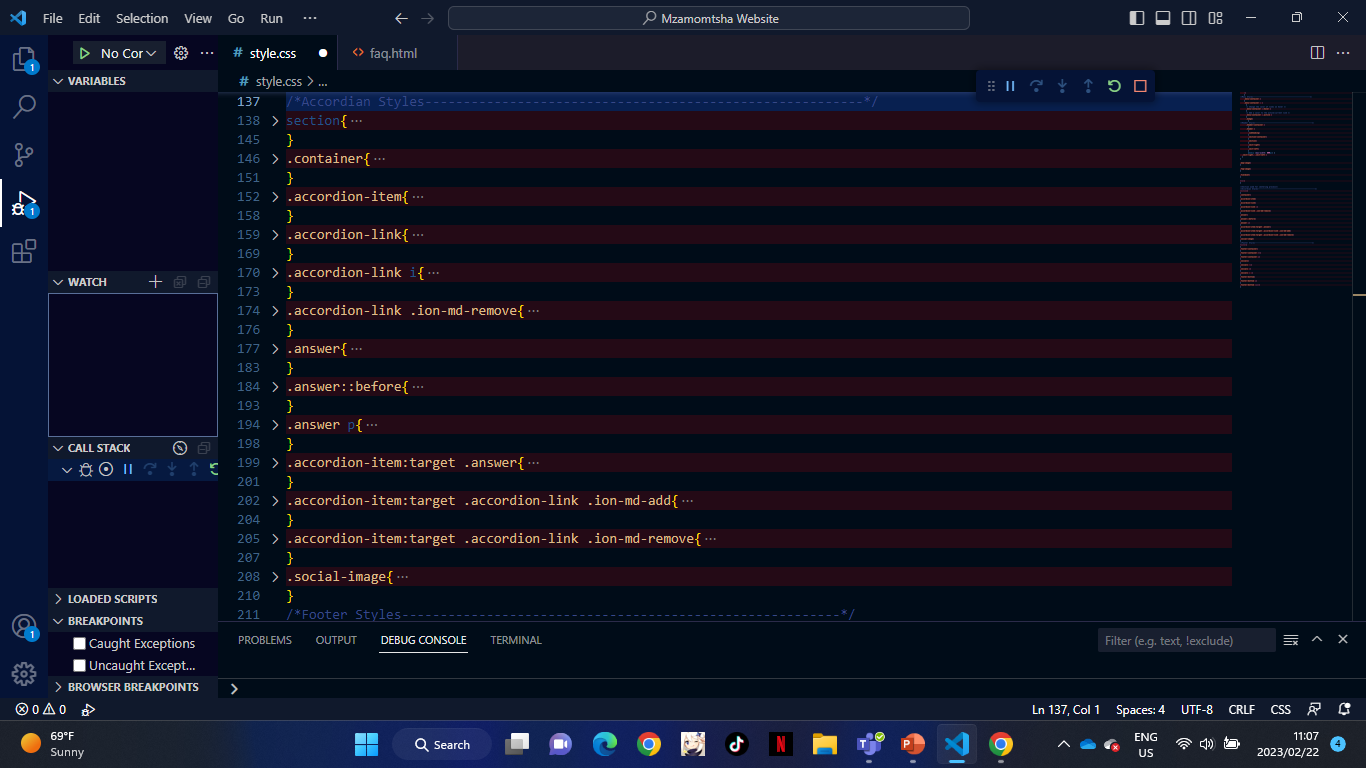 File Edit Selection View Go Run ···
Mzamomtsha Website
No Cor
# style.css
<> faq.html
VARIABLES
# style.css > ...
137 /*Accordian Styles---------------------------------------------------------*/
138 section{ ···
145 }
146 .container{ ···
151 }
152 .accordion-item{ ···
158 }
159 .accordion-link{ ···
169 }
170 .accordion-link i{ ···
173 }
174 .accordion-link .ion-md-remove{ ···
176 }
177 .answer{ ···
183 }
184 .answer::before{ ···
193 }
194 .answer p{ ···
198 }
199 .accordion-item:target .answer{ ···
201 }
202 .accordion-item:target .accordion-link .ion-md-add{ ···
204 }
205 .accordion-item:target .accordion-link .ion-md-remove{ ···
207 }
208 .social-image{ ···
210 }
211 /*Footer Styles---------------------------------------------------------*/
WATCH
CALL STACK
LOADED SCRIPTS
BREAKPOINTS
Caught Exceptions
Uncaught Except...
BROWSER BREAKPOINTS
PROBLEMS OUTPUT DEBUG CONSOLE TERMINAL
Filter (e.g. text, !exclude)
0 0
Ln 137, Col 1 Spaces: 4 UTF-8 CRLF CSS
69°F
Sunny
Search
ENG
US
11:07
2023/02/22
4
1
1
1